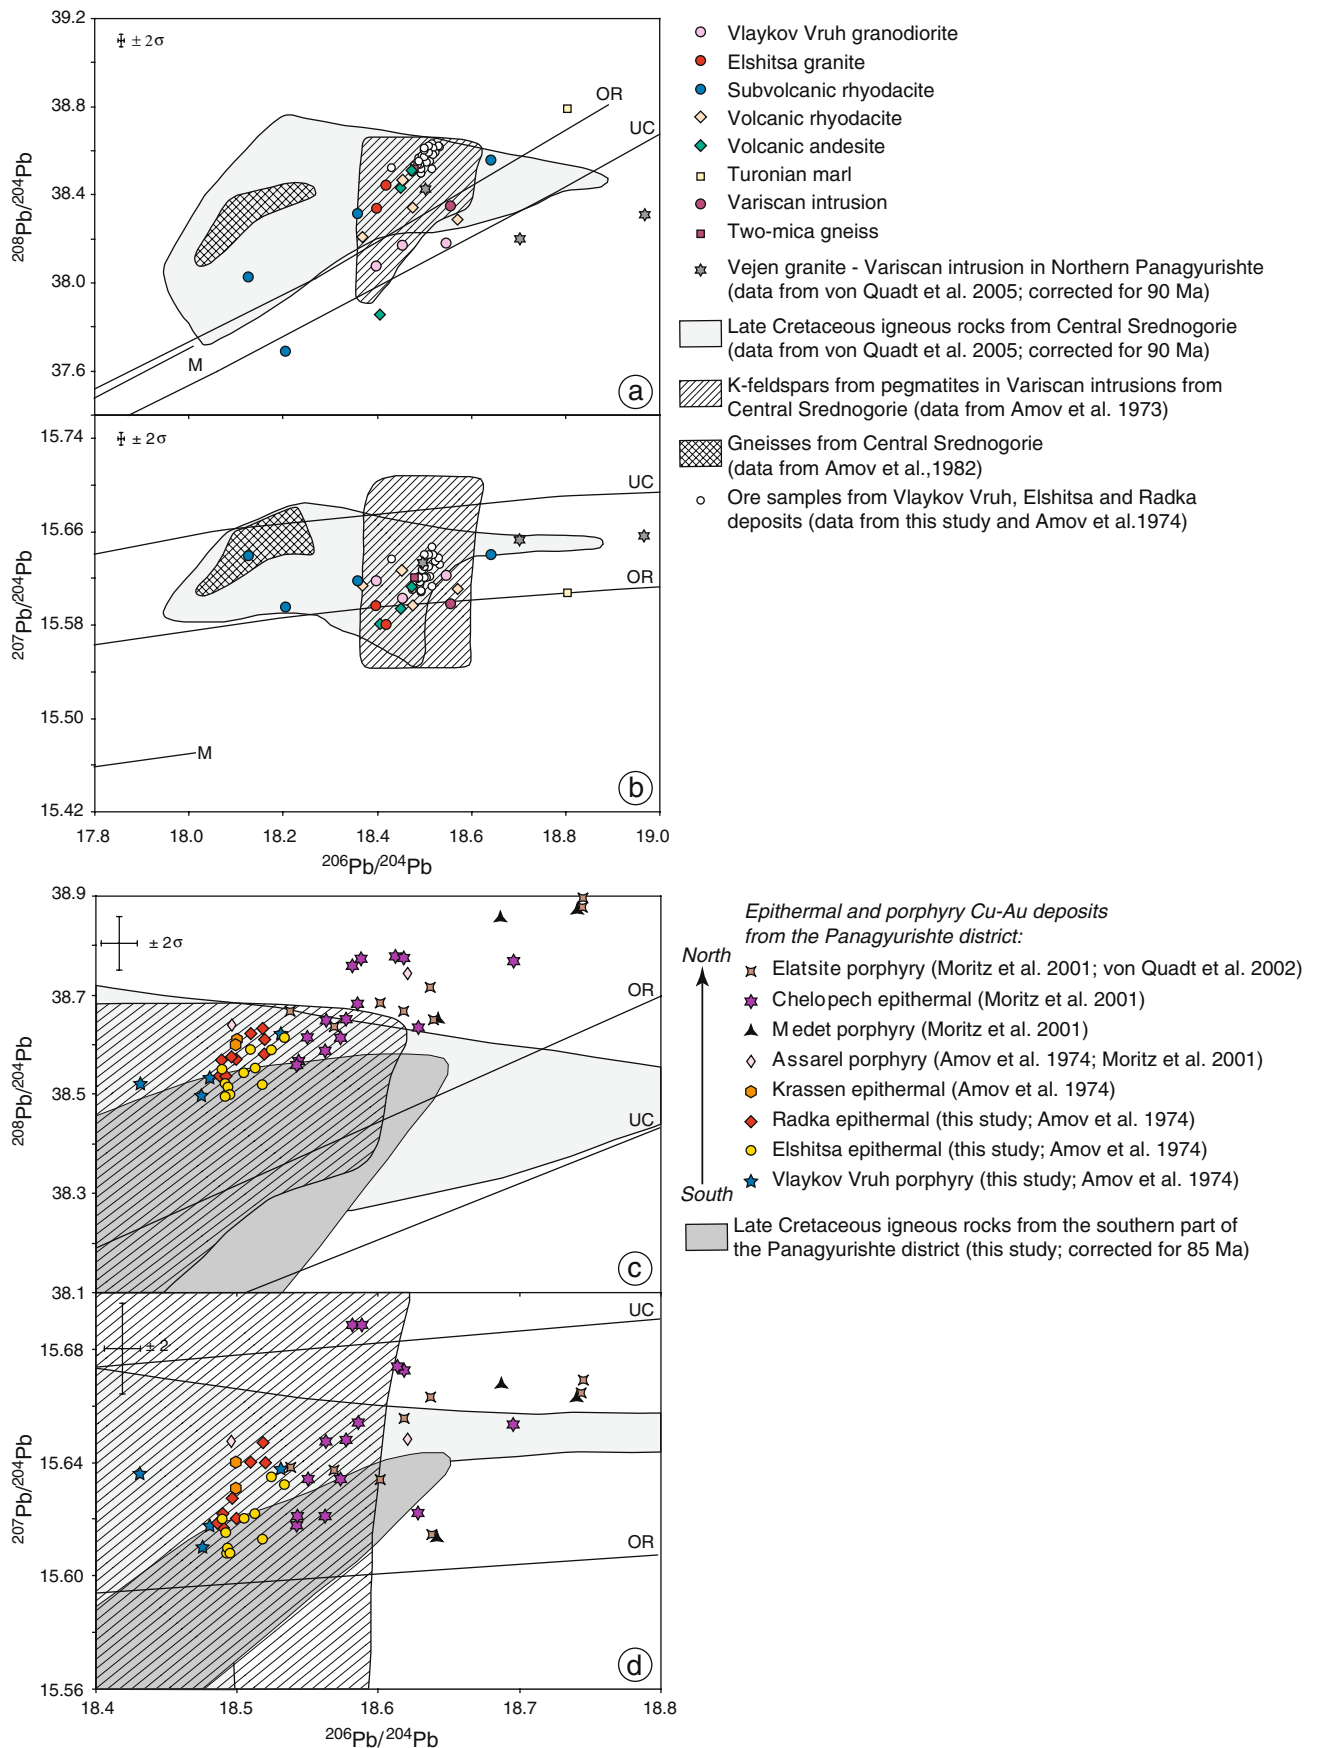 39.2
38.8
38.4
38.0
37.6
208Pb/204Pb
± 2σ
OR
UC
M
a
Vlaykov Vruh granodiorite
Elshitsa granite
Subvolcanic rhyodacite
Volcanic rhyodacite
Volcanic andesite
Turonian marl
Variscan intrusion
Two-mica gneiss
Vejen granite - Variscan intrusion in Northern Panagyurishte
(data from von Quadt et al. 2005; corrected for 90 Ma)
Late Cretaceous igneous rocks from Central Srednogorie
(data from von Quadt et al. 2005; corrected for 90 Ma)
K-feldspars from pegmatites in Variscan intrusions from
Central Srednogorie (data from Amov et al. 1973)
Gneisses from Central Srednogorie
(data from Amov et al.,1982)
Ore samples from Vlaykov Vruh, Elshitsa and Radka
deposits (data from this study and Amov et al.1974)
15.74
15.66
15.58
15.50
15.42
207Pb/204Pb
± 2σ
UC
OR
M
b
17.8 18.0 18.2 18.4 18.6 18.8 19.0
206Pb/204Pb
38.9
38.7
38.5
38.3
38.1
208Pb/204Pb
± 2σ
OR
UC
c
Epithermal and porphyry Cu-Au deposits
from the Panagyurishte district:
North
South
Elatsite porphyry (Moritz et al. 2001; von Quadt et al. 2002)
Chelopech epithermal (Moritz et al. 2001)
Medet porphyry (Moritz et al. 2001)
Assarel porphyry (Amov et al. 1974; Moritz et al. 2001)
Krassen epithermal (Amov et al. 1974)
Radka epithermal (this study; Amov et al. 1974)
Elshitsa epithermal (this study; Amov et al. 1974)
Vlaykov Vruh porphyry (this study; Amov et al. 1974)
Late Cretaceous igneous rocks from the southern part of
the Panagyurishte district (this study; corrected for 85 Ma)
15.68
15.64
15.60
15.56
207Pb/204Pb
± 2
UC
OR
d
18.4 18.5 18.6 18.7 18.8
206Pb/204Pb